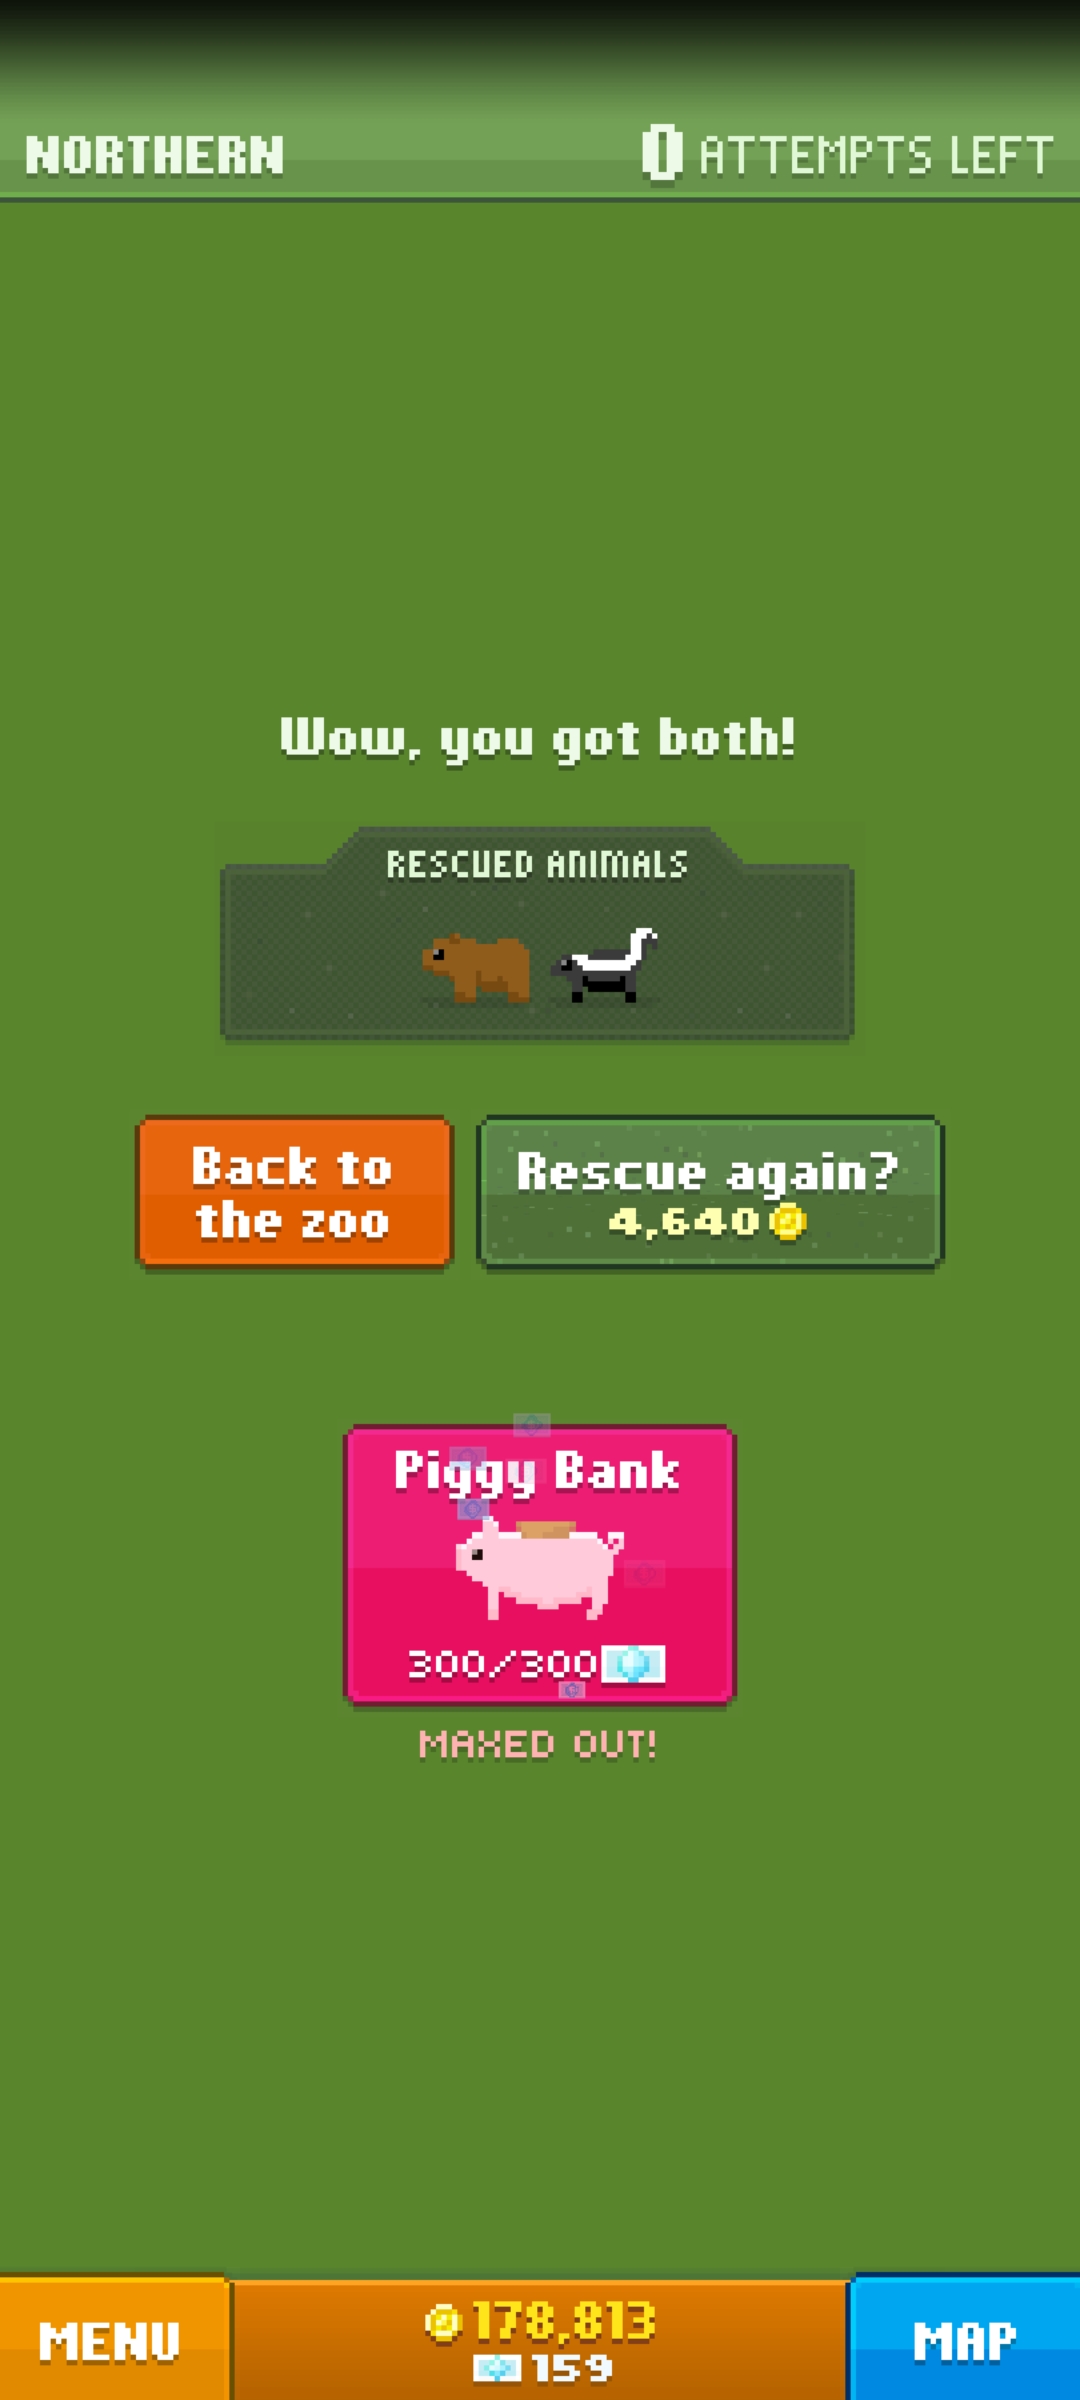 NORTHERN
0 ATTEMPTS LEFT
Wow, you got both!
RESCUED ANIMALS
Back to
the zoo
Rescue again?
4,640
Piggy Bank
300/300
MAXED OUT!
MENU
178,813
159
MAP